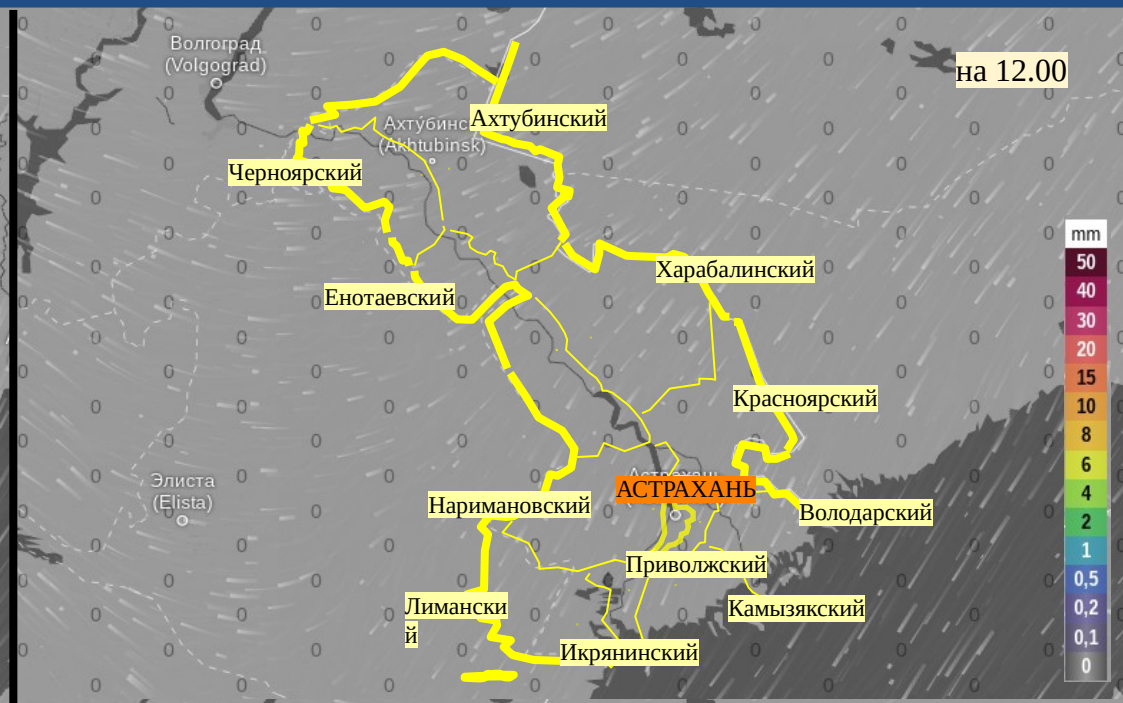 Волгоград
(Volgograd)
на 12.00
Ахтубинский
(Akhtubinsk)
Черноярский
Харабалинский
Енотаевский
Красноярский
Элиста
(Elista)
АСТРАХАНЬ
Наримановский
Володарский
Приволжский
Лимански
й
Камызякский
Икрянинский
mm
50
40
30
20
15
10
8
6
4
2
1
0,5
0,2
0,1
0